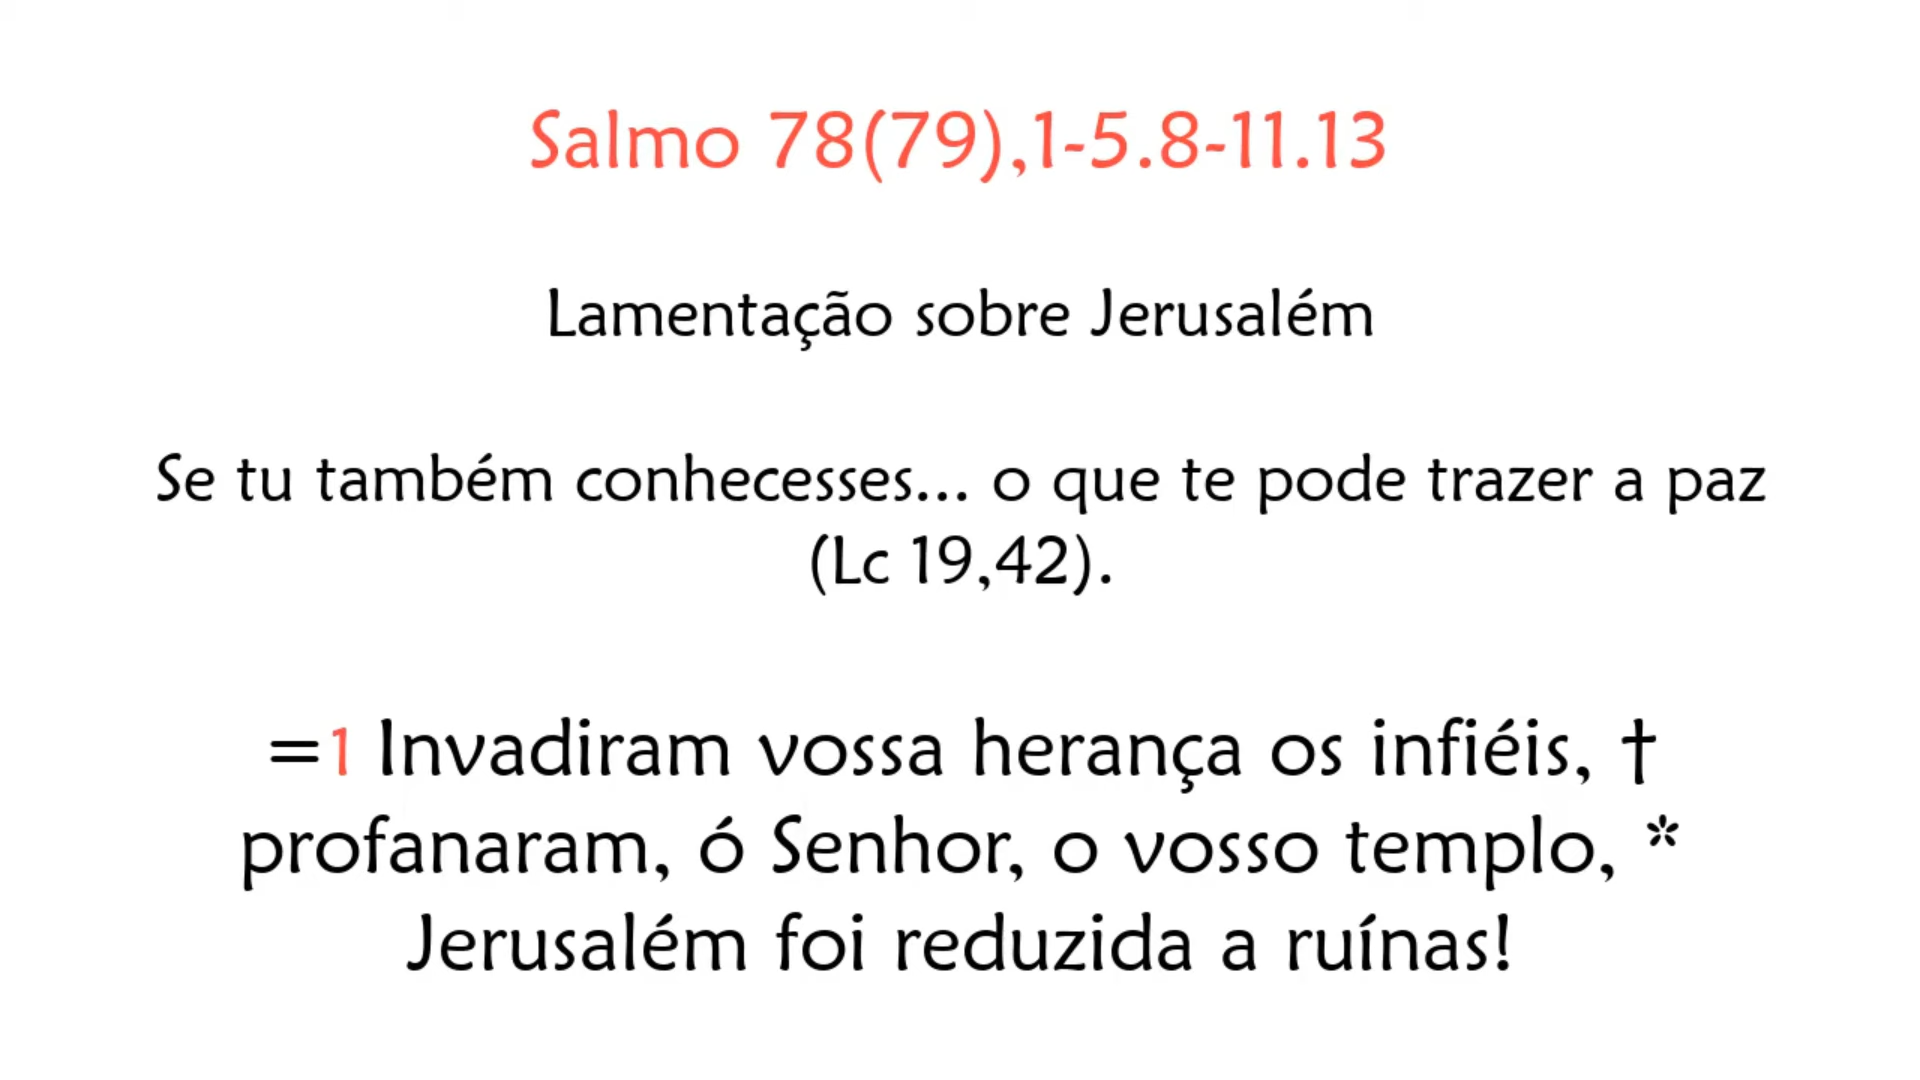 Salmo 78(79),1-5.8-11.13
Lamentação sobre Jerusalém
Se tu também conhecesses... o que te pode trazer a paz
(Lc 19,42).
=1 Invadiram vossa herança os infiéis, †
profanaram, ó Senhor, o vosso templo, *
Jerusalém foi reduzida a ruínas!